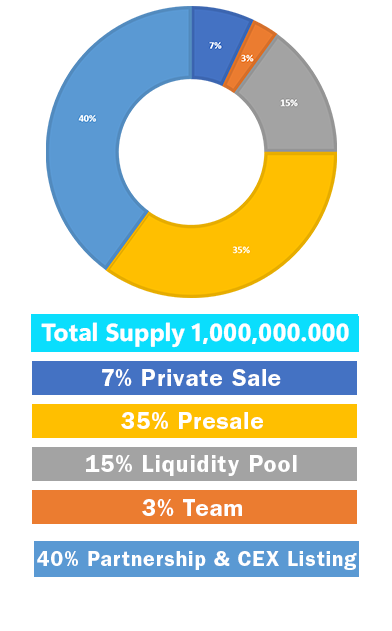 7%
3%
15%
35%
40%
Total Supply 1,000,000.000
7% Private Sale
35% Presale
15% Liquidity Pool
3% Team
40% Partnership & CEX Listing